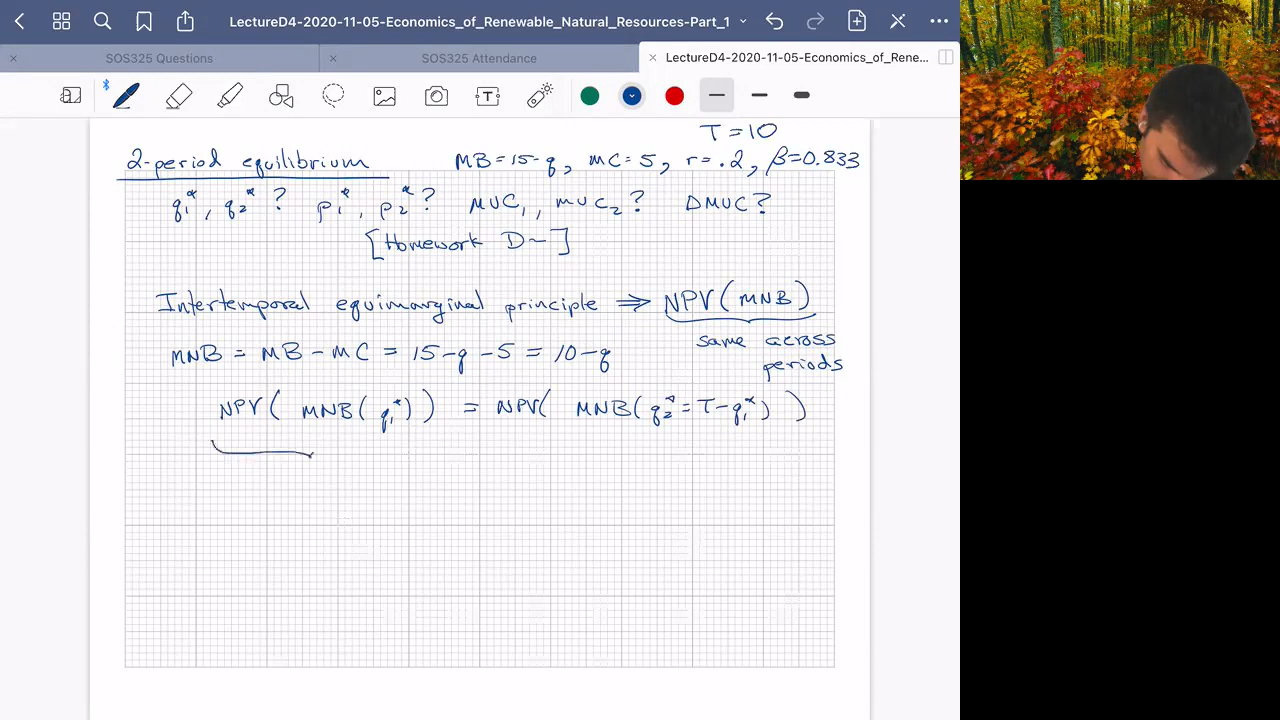 LectureD4-2020-11-05-Economics_of_Renewable_Natural_Resources-Part_1
SOS325 Questions
SOS325 Attendance
LectureD4-2020-11-05-Economics_of_Rene...
T = 10
2-period equilibrium MB = 15-q, MC = 5, r = .2, β = 0.833
q₁*, q₂*? p₁*, p₂*? MUC₁, MUC₂? ΔMUC?
[Homework D~]
Intertemporal equimarginal principle ⇒ NPV(MNB)
same across
periods
MNB = MB - MC = 15-q-5 = 10-q
NPV( MNB(q₁*) ) = NPV( MNB(q₂* = T-q₁*) )